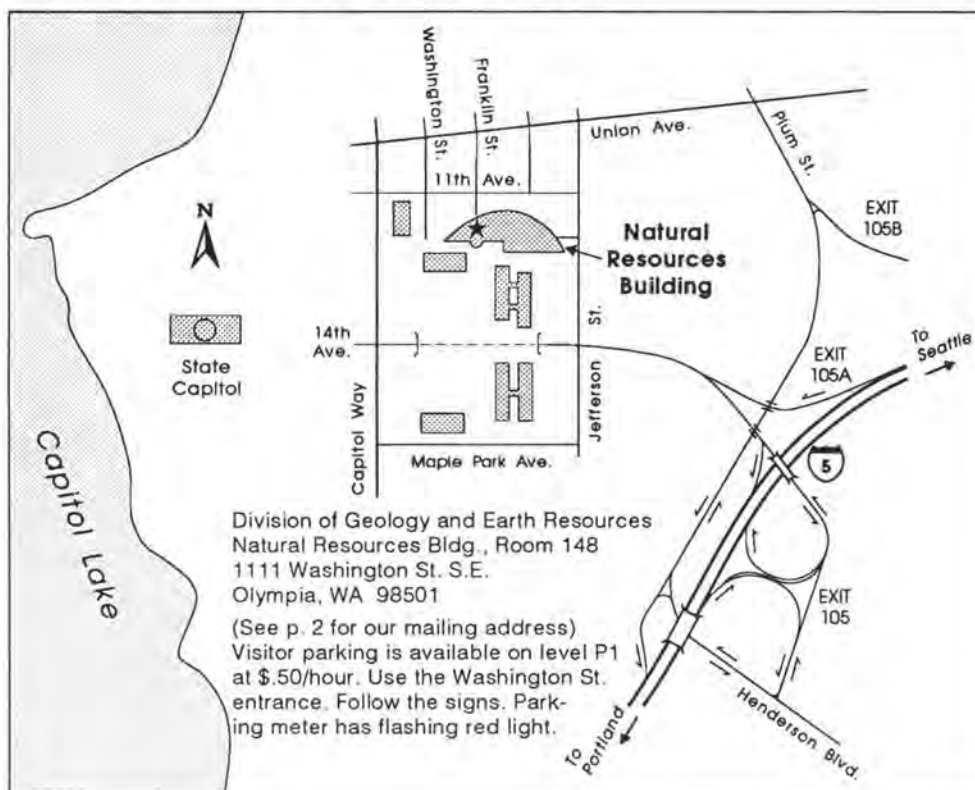 Washington St.
Franklin St.
Union Ave.
Plum St.
11th Ave.
EXIT
105B
N
Natural
Resources
Building
14th
Ave.
St.
To
Seattle
EXIT
105A
State
Capitol
Capitol Way
Jefferson
5
Maple Park Ave.
Capitol Lake
Division of Geology and Earth Resources
Natural Resources Bldg., Room 148
1111 Washington St. S.E.
Olympia, WA 98501
(See p. 2 for our mailing address)
Visitor parking is available on level P1
at $.50/hour. Use the Washington St.
entrance. Follow the signs. Park-
ing meter has flashing red light.
EXIT
105
To
Portland
Henderson Blvd.